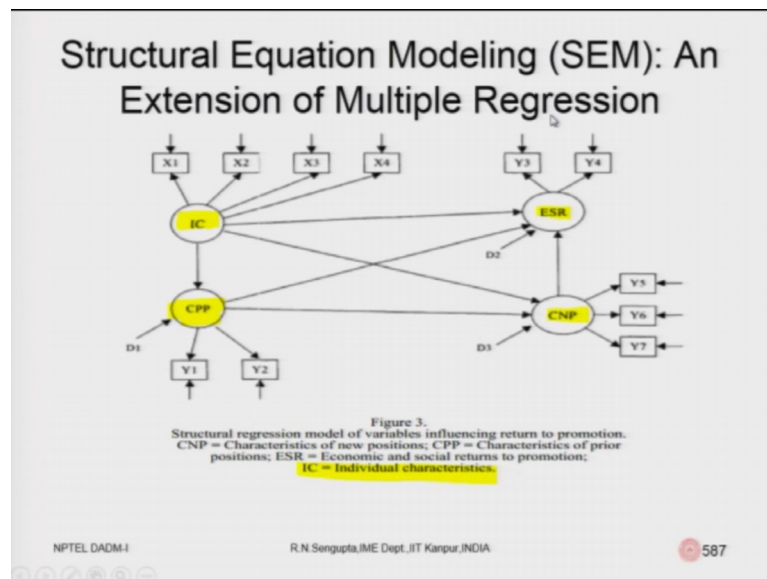 Structural Equation Modeling (SEM): An
Extension of Multiple Regression
X1 X2 X3 X4 Y3 Y4
IC ESR
D2
Y5
CPP CNP Y6
D1 D3 Y7
Y1 Y2
Figure 3.
Structural regression model of variables influencing return to promotion.
CNP = Characteristics of new positions; CPP = Characteristics of prior
positions; ESR = Economic and social returns to promotion;
IC = Individual characteristics.
NPTEL DADM-I R.N.Sengupta,IME Dept.,IIT Kanpur,INDIA 587